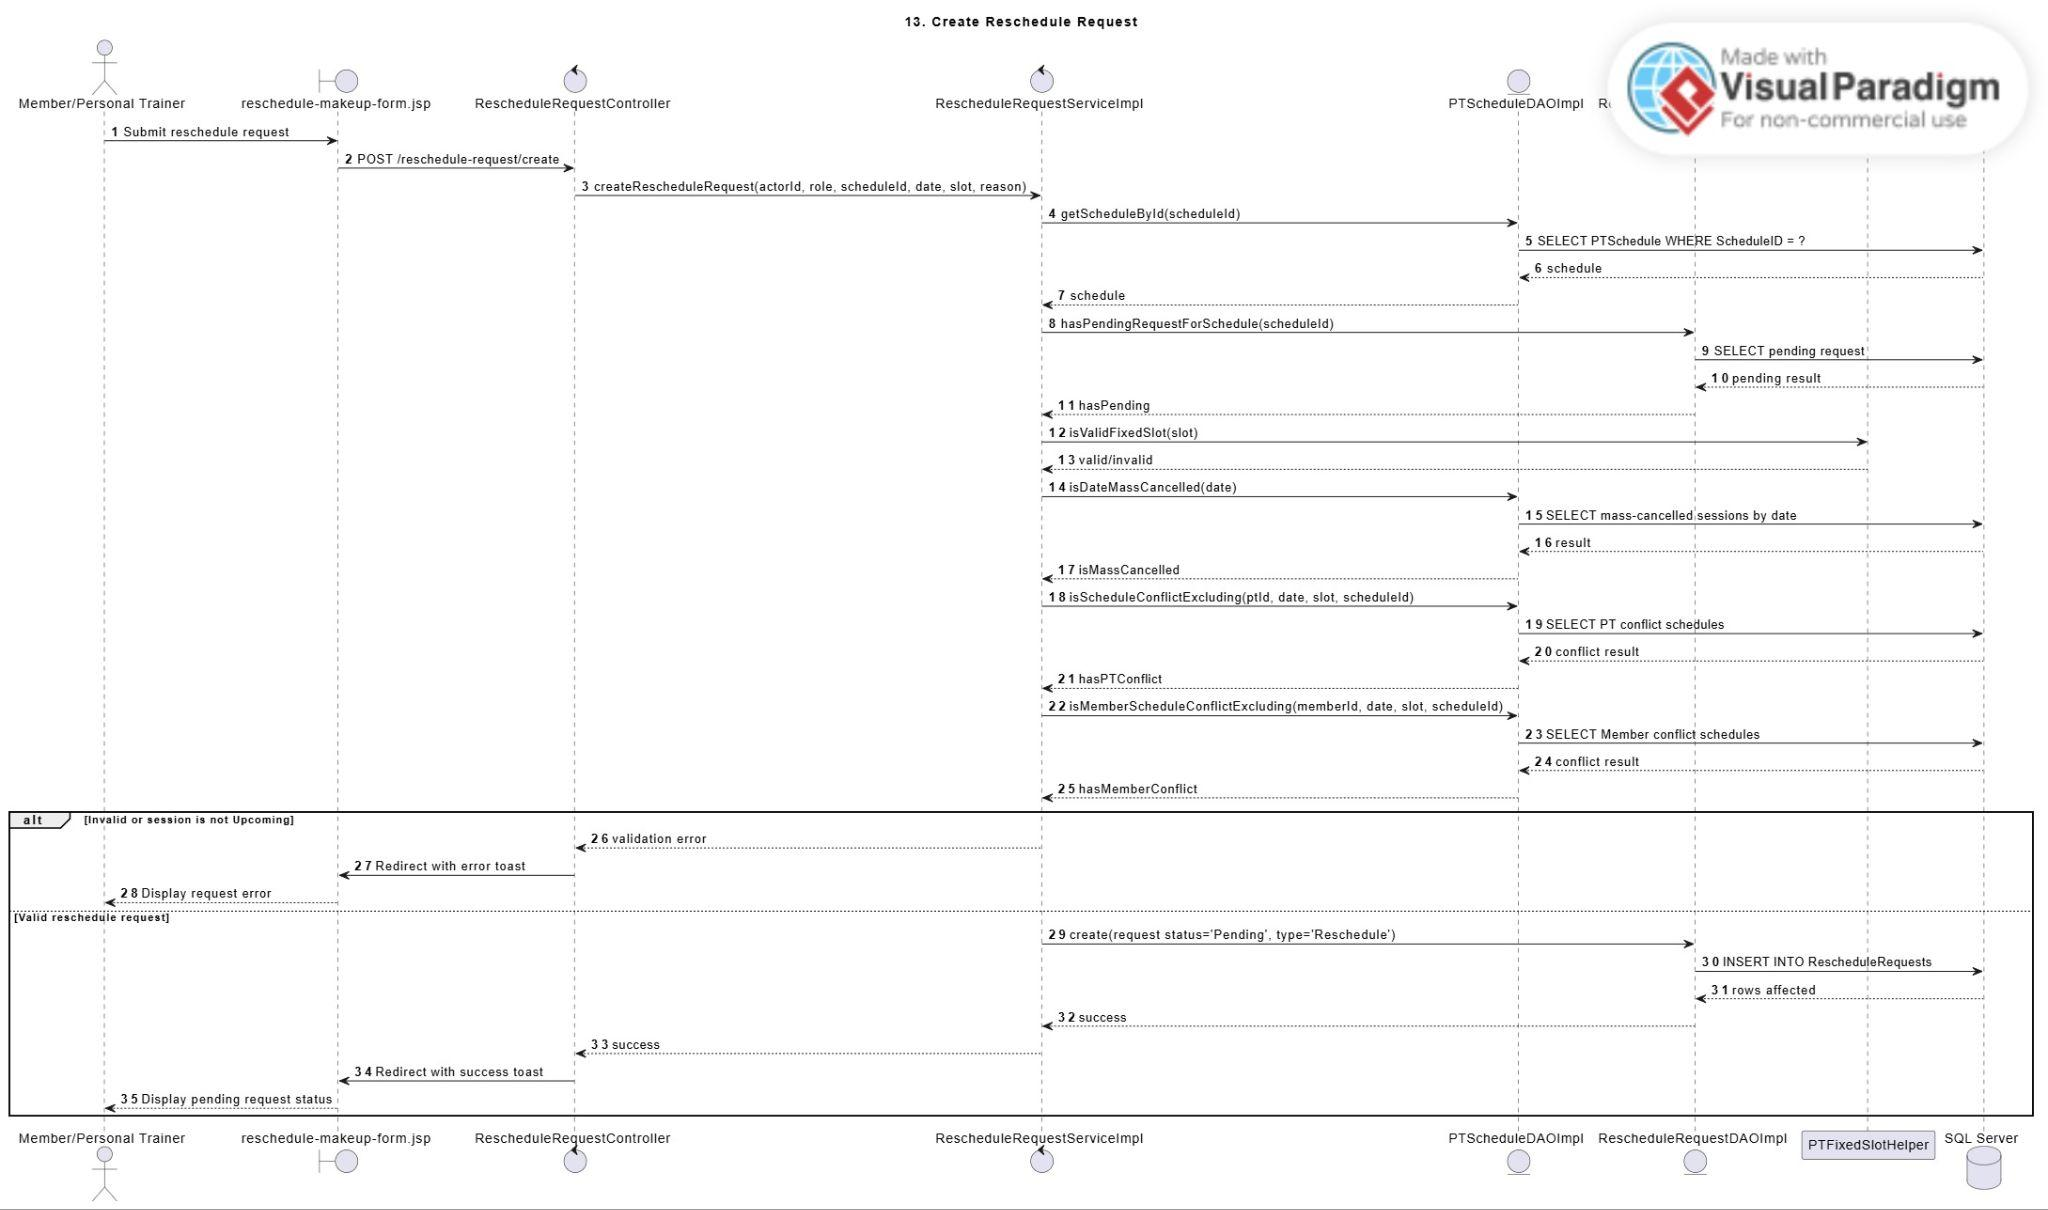 13. Create Reschedule Request
Made with
Visual Paradigm
For non-commercial use
Member/Personal Trainer
reschedule-makeup-form.jsp
RescheduleRequestController
RescheduleRequestServiceImpl
PTScheduleDAOImpl
1 Submit reschedule request
2 POST /reschedule-request/create
3 createRescheduleRequest(actorId, role, scheduleId, date, slot, reason)
4 getScheduleById(scheduleId)
5 SELECT PTSchedule WHERE ScheduleID = ?
6 schedule
7 schedule
8 hasPendingRequestForSchedule(scheduleId)
9 SELECT pending request
10 pending result
11 hasPending
12 isValidFixedSlot(slot)
13 valid/invalid
14 isDateMassCancelled(date)
15 SELECT mass-cancelled sessions by date
16 result
17 isMassCancelled
18 isScheduleConflictExcluding(ptId, date, slot, scheduleId)
19 SELECT PT conflict schedules
20 conflict result
21 hasPTConflict
22 isMemberScheduleConflictExcluding(memberId, date, slot, scheduleId)
23 SELECT Member conflict schedules
24 conflict result
25 hasMemberConflict
alt [Invalid or session is not Upcoming]
26 validation error
27 Redirect with error toast
28 Display request error
[Valid reschedule request]
29 create(request status='Pending', type='Reschedule')
30 INSERT INTO RescheduleRequests
31 rows affected
32 success
33 success
34 Redirect with success toast
35 Display pending request status
Member/Personal Trainer
reschedule-makeup-form.jsp
RescheduleRequestController
RescheduleRequestServiceImpl
PTScheduleDAOImpl
RescheduleRequestDAOImpl
PTFixedSlotHelper
SQL Server